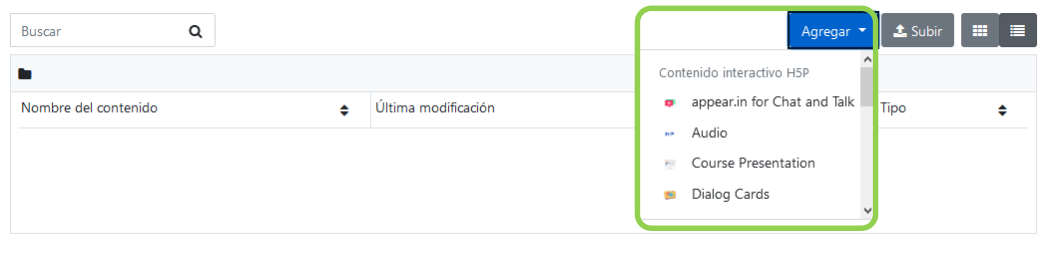 Buscar
Agregar
Subir
Contenido interactivo H5P
appear.in for Chat and Talk
Audio
Course Presentation
Dialog Cards
Nombre del contenido
Última modificación
Tipo